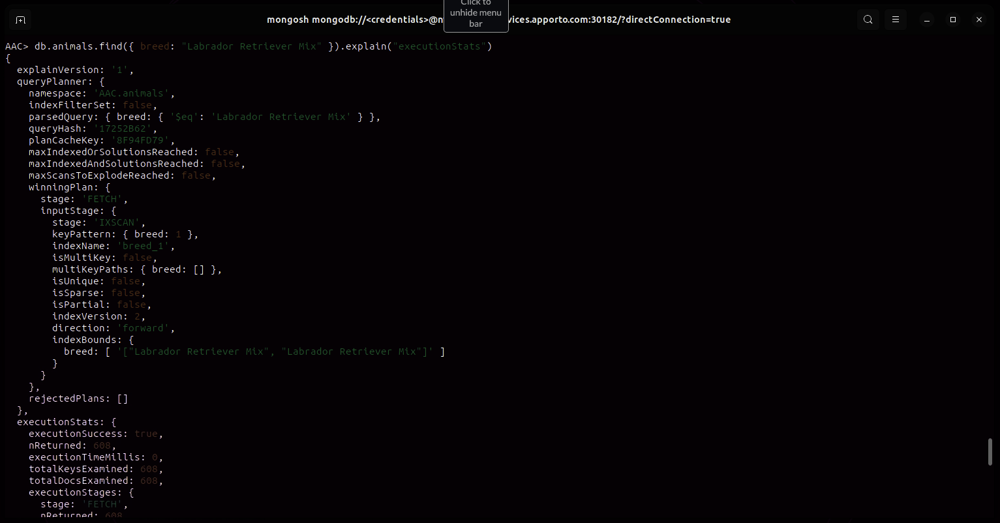 Click to
unhide menu
bar
mongosh mongodb://<credentials>@n vices.apporto.com:30182/?directConnection=true
AAC> db.animals.find({ breed: "Labrador Retriever Mix" }).explain("executionStats")
{
  explainVersion: '1',
  queryPlanner: {
    namespace: 'AAC.animals',
    indexFilterSet: false,
    parsedQuery: { breed: { '$eq': 'Labrador Retriever Mix' } },
    queryHash: '17252B62',
    planCacheKey: '8F94FD79',
    maxIndexedOrSolutionsReached: false,
    maxIndexedAndSolutionsReached: false,
    maxScansToExplodeReached: false,
    winningPlan: {
      stage: 'FETCH',
      inputStage: {
        stage: 'IXSCAN',
        keyPattern: { breed: 1 },
        indexName: 'breed_1',
        isMultiKey: false,
        multiKeyPaths: { breed: [] },
        isUnique: false,
        isSparse: false,
        isPartial: false,
        indexVersion: 2,
        direction: 'forward',
        indexBounds: {
          breed: [ '["Labrador Retriever Mix", "Labrador Retriever Mix"]' ]
        }
      }
    },
    rejectedPlans: []
  },
  executionStats: {
    executionSuccess: true,
    nReturned: 608,
    executionTimeMillis: 0,
    totalKeysExamined: 608,
    totalDocsExamined: 608,
    executionStages: {
      stage: 'FETCH',
      nReturned: 608